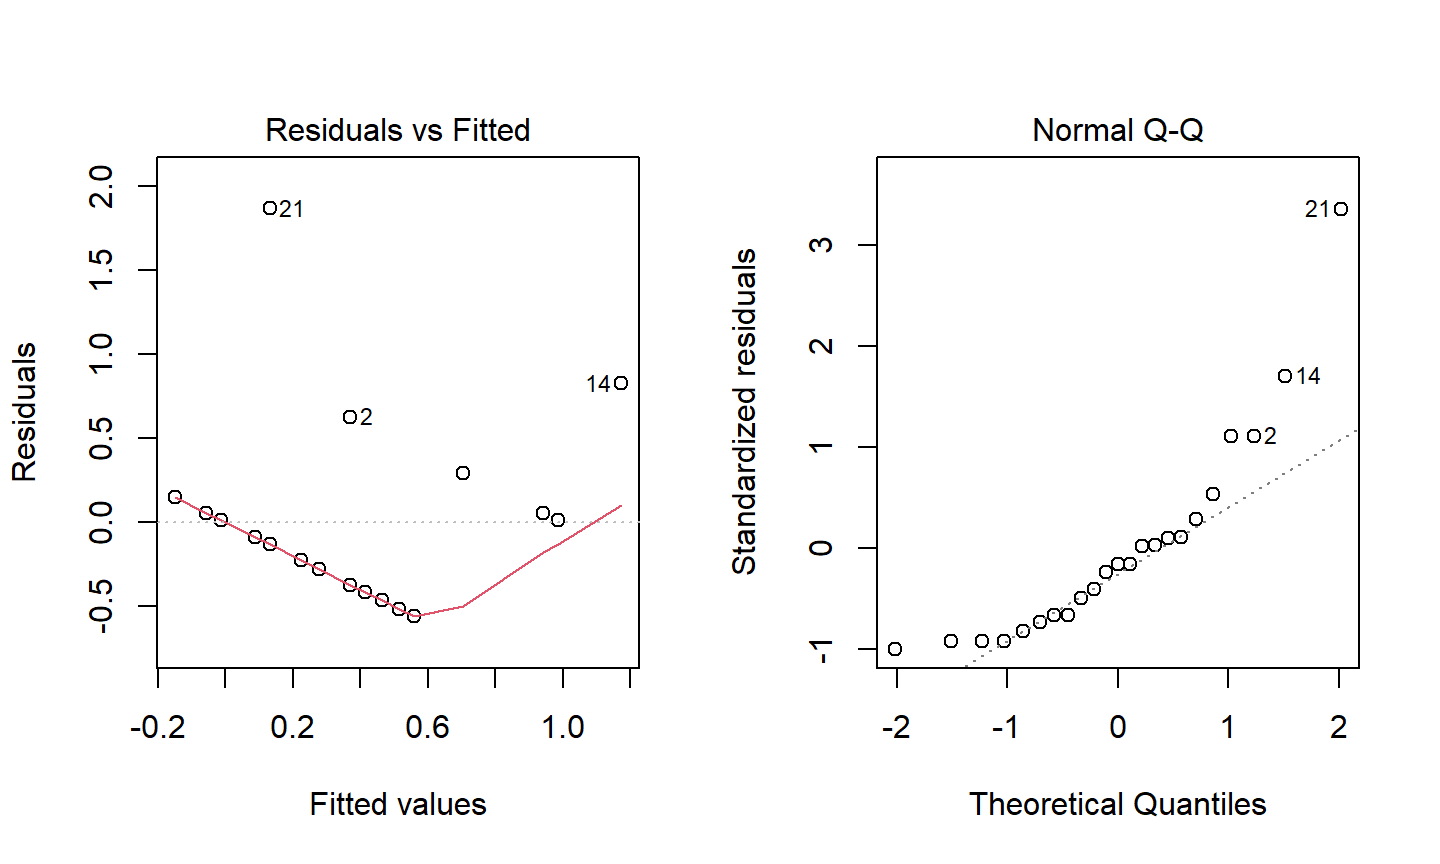 Residuals vs Fitted
Residuals
2.0
1.5
1.0
0.5
0.0
-0.5
21
14
2
-0.2 0.2 0.6 1.0
Fitted values
Normal Q-Q
Standardized residuals
3
2
1
0
-1
21
14
2
-2 -1 0 1 2
Theoretical Quantiles